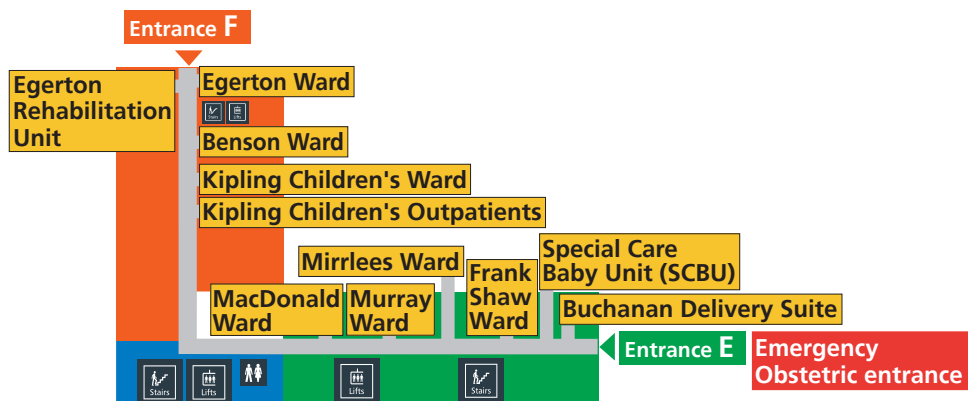 Entrance F
Egerton
Rehabilitation
Unit
Egerton Ward
Stairs
Lifts
Benson Ward
Kipling Children's Ward
Kipling Children's Outpatients
Mirrlees Ward
Frank
Shaw
Ward
Special Care
Baby Unit (SCBU)
MacDonald
Ward
Murray
Ward
Buchanan Delivery Suite
Entrance E
Emergency
Obstetric entrance
Stairs
Lifts
Lifts
Stairs